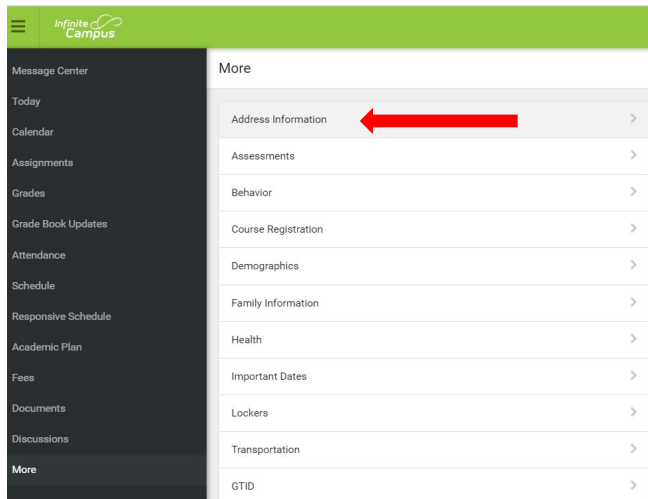 Infinite
Campus
Message Center
Today
Calendar
Assignments
Grades
Grade Book Updates
Attendance
Schedule
Responsive Schedule
Academic Plan
Fees
Documents
Discussions
More
More
Address Information
Assessments
Behavior
Course Registration
Demographics
Family Information
Health
Important Dates
Lockers
Transportation
GTID